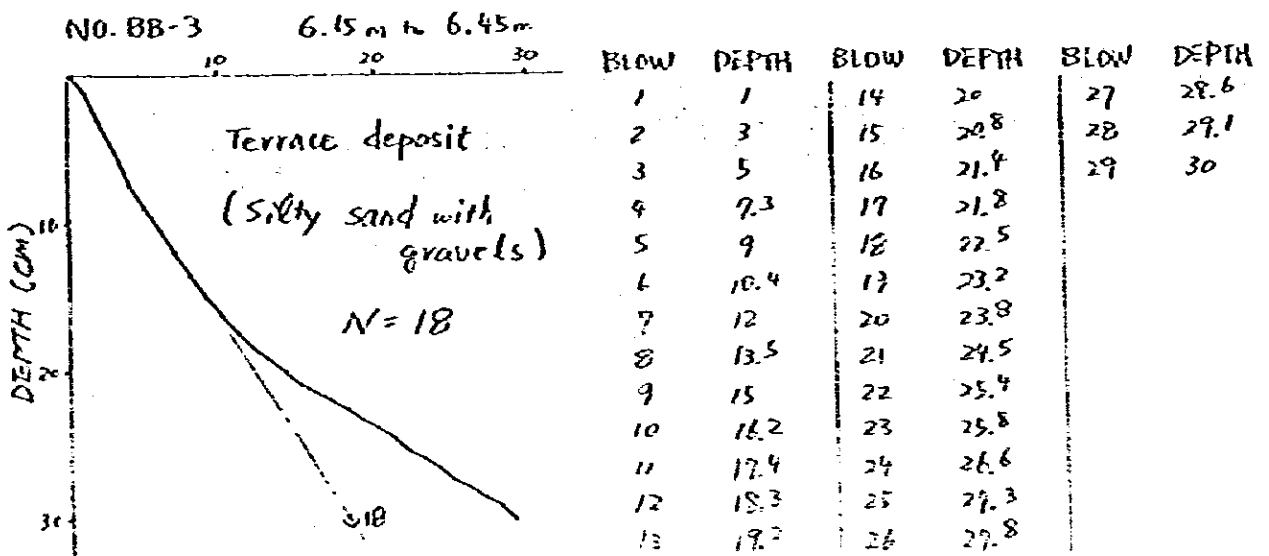 NO. BB-3 6.15 m to 6.45 m
10 20 30
DEPTH (CM)
10
20
30
Terrace deposit
(Silty sand with
gravels)
N = 18
18
BLOW DEPTH BLOW DEPTH BLOW DEPTH
1 1 14 20 27 28.6
2 3 15 20.8 28 29.1
3 5 16 21.4 29 30
4 7.3 17 21.8
5 9 18 22.5
6 10.4 19 23.2
7 12 20 23.8
8 13.5 21 24.5
9 15 22 25.4
10 16.2 23 25.8
11 17.4 24 26.6
12 18.3 25 27.3
13 19.2 26 27.8